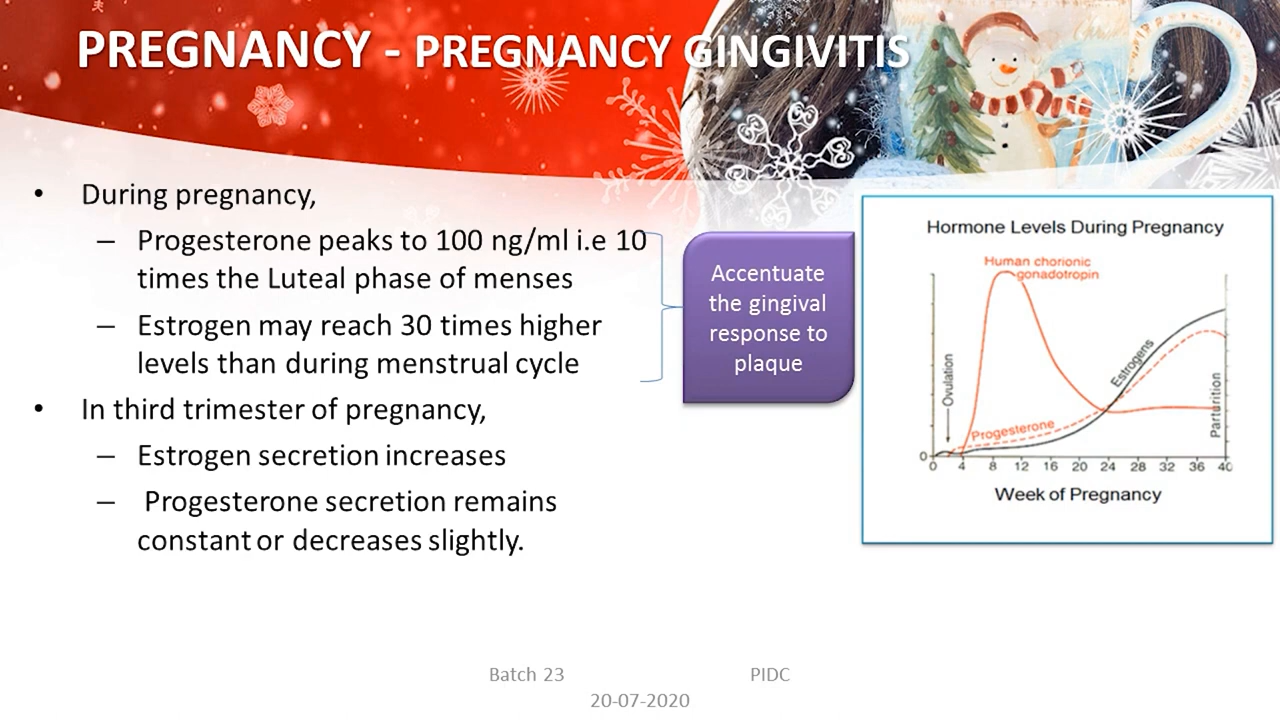 PREGNANCY - PREGNANCY GINGIVITIS
• During pregnancy,
– Progesterone peaks to 100 ng/ml i.e 10
times the Luteal phase of menses
– Estrogen may reach 30 times higher
levels than during menstrual cycle
• In third trimester of pregnancy,
– Estrogen secretion increases
– Progesterone secretion remains
constant or decreases slightly.
Accentuate
the gingival
response to
plaque
Hormone Levels During Pregnancy
Human chorionic
gonadotropin
Ovulation
Progesterone
Estrogens
Parturition
0
0 4 8 12 16 20 24 28 32 36 40
Week of Pregnancy
Batch 23 PIDC
20-07-2020